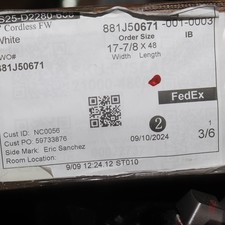 S25-D2280-630
" Cordless FW
881J50671 -001-0003
White
Order Size
IB
WO#
17-7/8 X 48
881J50671
Width Length
FedEx
Cust ID: NC0056
Cust PO: 59733876
2
1
Side Mark: Eric Sanchez
09/10/2024
3/6
Room Location:
9/09 12.24.12 ST010